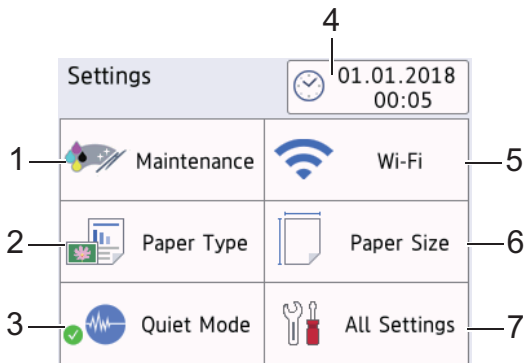 4
Settings
01.01.2018
00:05
1
Maintenance
Wi-Fi
5
2
Paper Type
Paper Size
6
3
Quiet Mode
All Settings
7